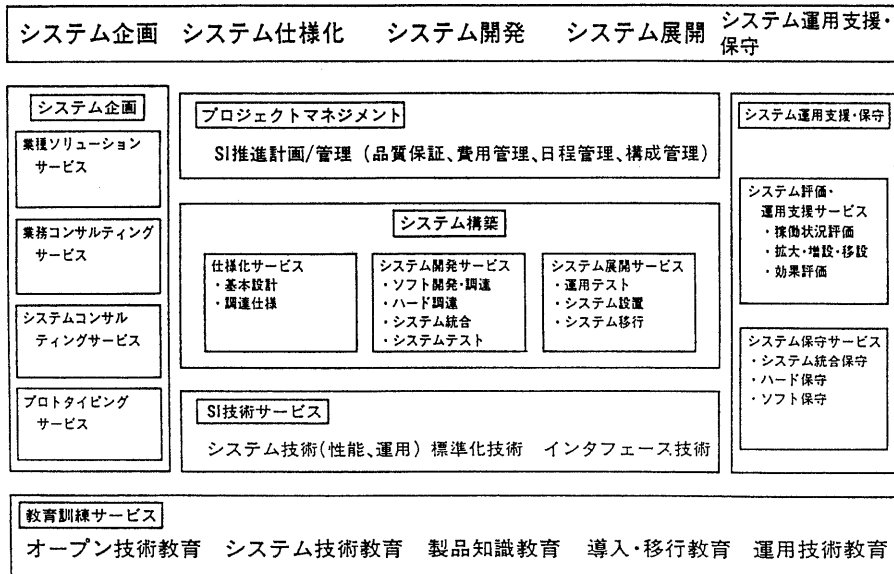 システム企画 システム仕様化 システム開発 システム展開 システム運用支援・
保守
システム企画
業種ソリューション
サービス
業務コンサルティング
サービス
システムコンサル
ティングサービス
プロトタイピング
サービス
プロジェクトマネジメント
SI推進計画/管理 (品質保証、費用管理、日程管理、構成管理)
システム構築
仕様化サービス
・基本設計
・調達仕様
システム開発サービス
・ソフト開発・調達
・ハード調達
・システム統合
・システムテスト
システム展開サービス
・運用テスト
・システム設置
・システム移行
SI技術サービス
システム技術(性能、運用) 標準化技術 インタフェース技術
システム運用支援・保守
システム評価・
運用支援サービス
・稼働状況評価
・拡大・増設・移設
・効果評価
システム保守サービス
・システム統合保守
・ハード保守
・ソフト保守
教育訓練サービス
オープン技術教育 システム技術教育 製品知識教育 導入・移行教育 運用技術教育